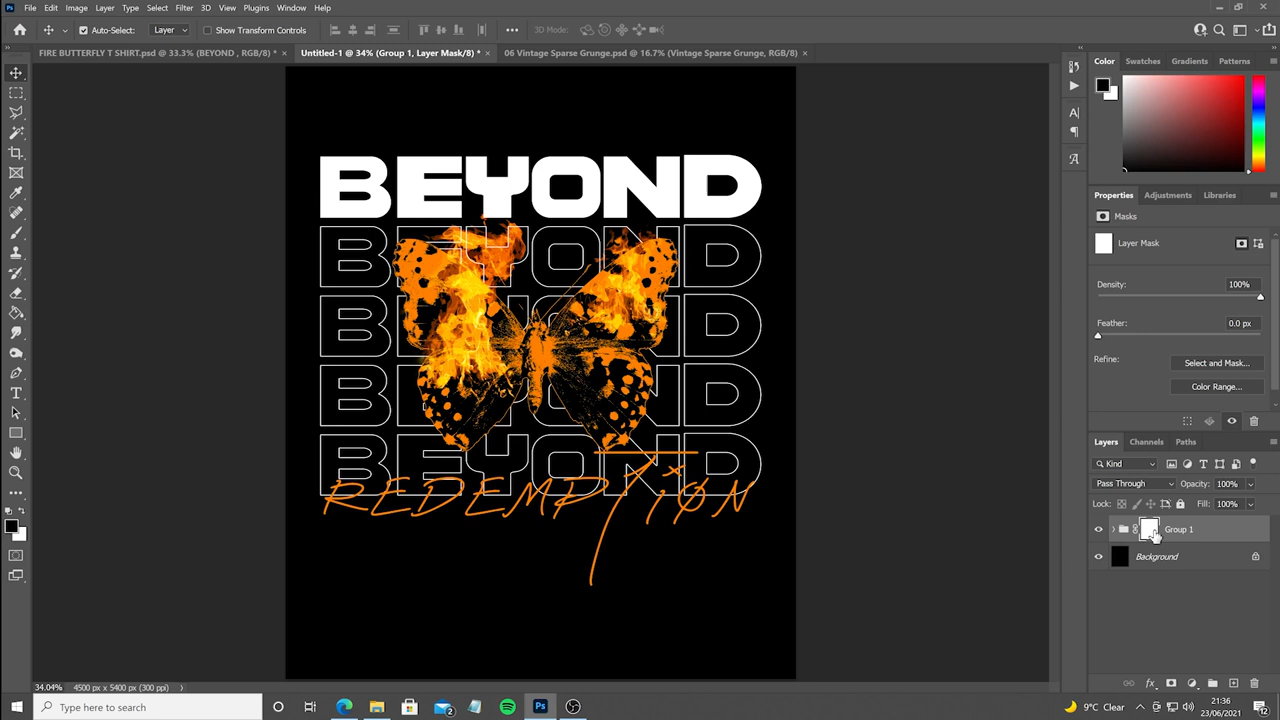 File Edit Image Layer Type Select Filter 3D View Plugins Window Help
Auto-Select: Layer Show Transform Controls 3D Mode:
FIRE BUTTERFLY T SHIRT.psd @ 33.3% (BEYOND , RGB/8) *
Untitled-1 @ 34% (Group 1, Layer Mask/8) *
06 Vintage Sparse Grunge.psd @ 16.7% (Vintage Sparse Grunge, RGB/8)
BEYOND
BEYOND
BEYOND
BEYOND
BEYOND
REDEMPTiON
Color Swatches Gradients Patterns
Properties Adjustments Libraries
Masks
Layer Mask
Density: 100%
Feather: 0.0 px
Refine: Select and Mask...
Color Range...
Layers Channels Paths
Kind
Pass Through Opacity: 100%
Lock: Fill: 100%
Group 1
Background
34.04% 4500 px x 5400 px (300 ppi)
Type here to search
9°C Clear
21:36
23/06/2021